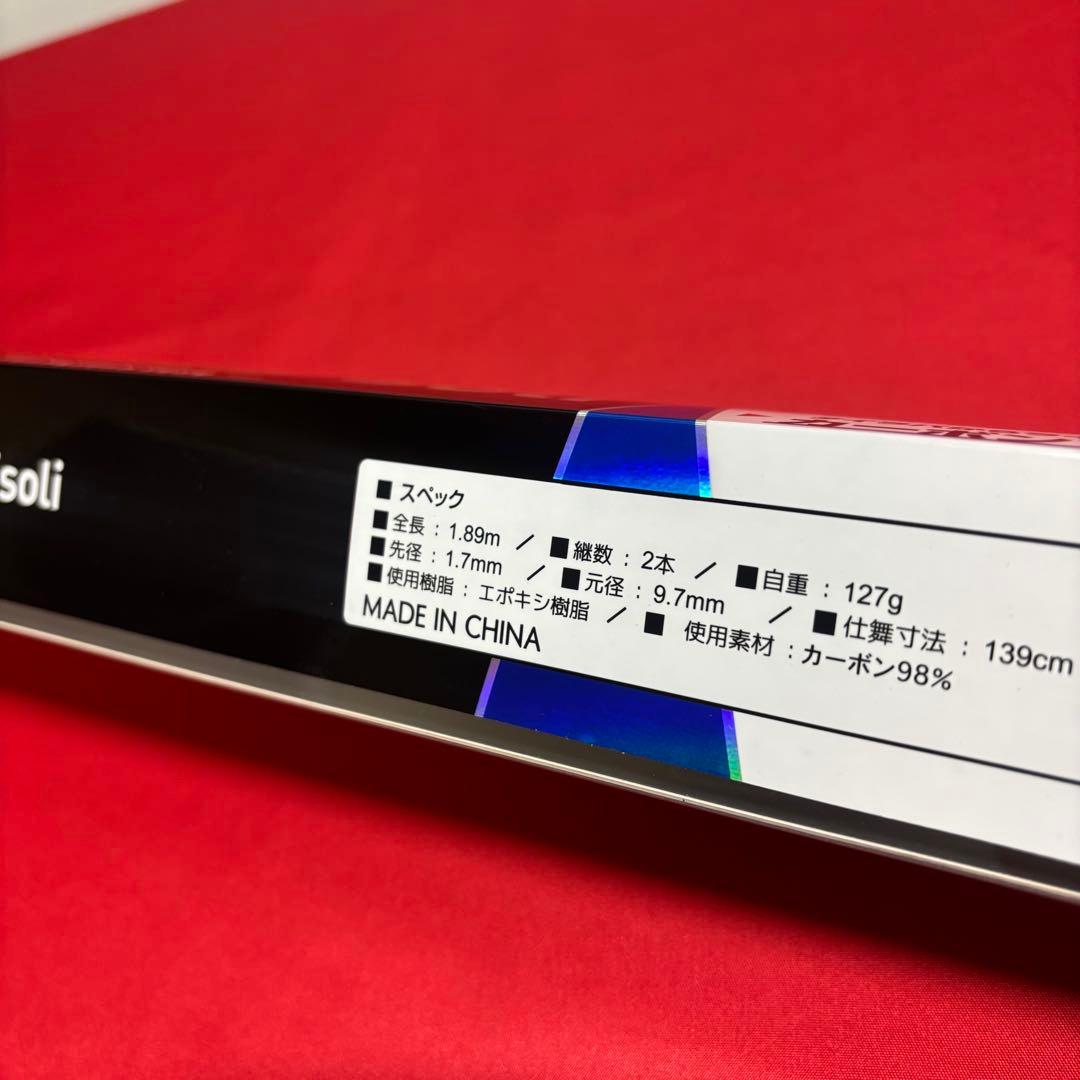 soli
■ スペック
■ 全長 : 1.89m ／ ■ 継数 : 2本 ／ ■ 自重 : 127g
■ 先径 : 1.7mm ／ ■ 元径 : 9.7mm ／ ■ 仕舞寸法 : 139cm
■ 使用樹脂 : エポキシ樹脂 ／ ■ 使用素材 : カーボン98%
MADE IN CHINA